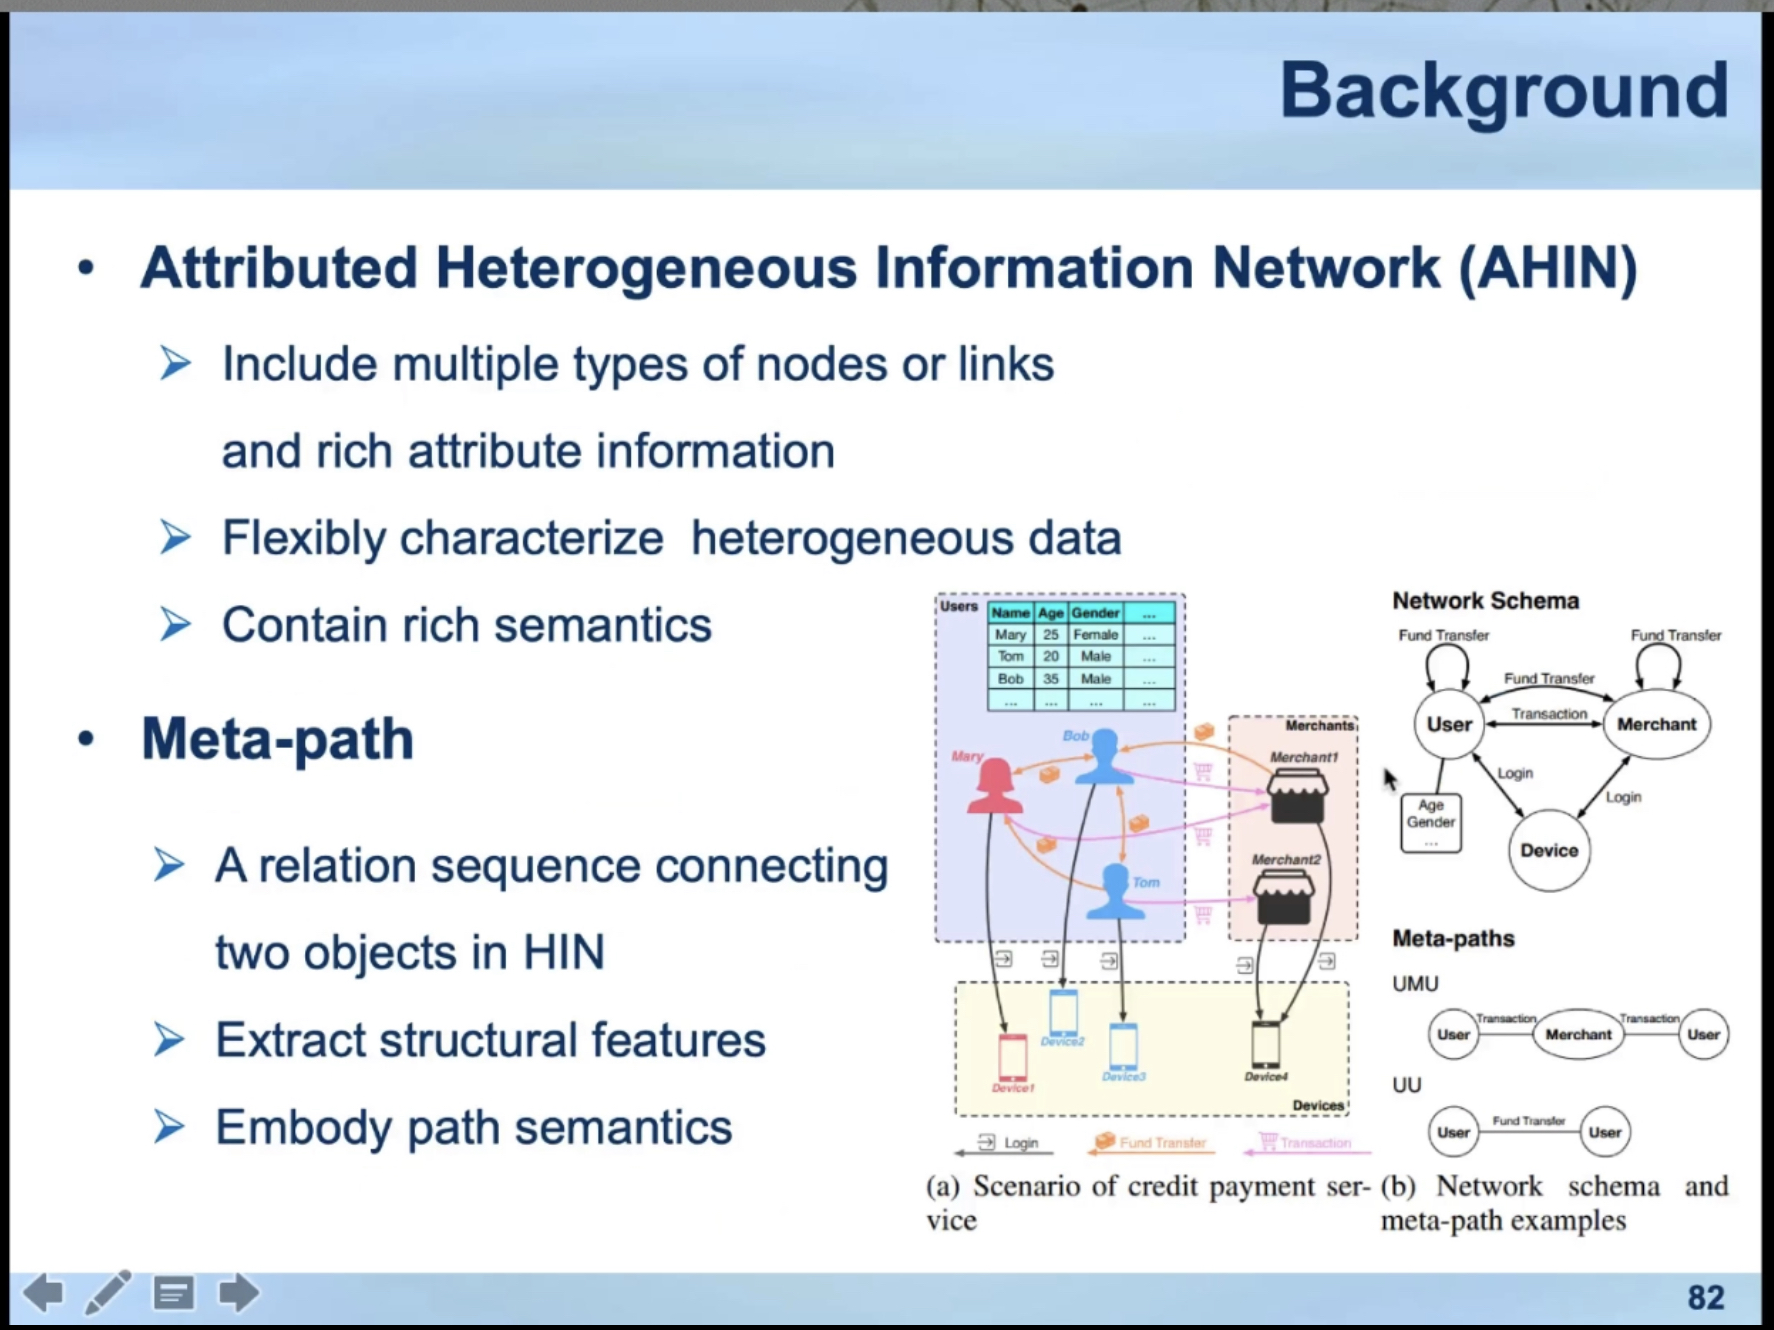 Background
• Attributed Heterogeneous Information Network (AHIN)
➢ Include multiple types of nodes or links
and rich attribute information
➢ Flexibly characterize heterogeneous data
➢ Contain rich semantics
• Meta-path
➢ A relation sequence connecting
two objects in HIN
➢ Extract structural features
➢ Embody path semantics
Users
Name Age Gender ...
Mary 25 Female ...
Tom 20 Male ...
Bob 35 Male ...
... ... ... ...
Mary
Bob
Tom
Merchants
Merchant1
Merchant2
Device1
Device2
Device3
Device4
Devices
Login
Fund Transfer
Transaction
(a) Scenario of credit payment ser-
vice
Network Schema
Fund Transfer
Fund Transfer
Fund Transfer
User
Transaction
Merchant
Login
Login
Age
Gender
...
Device
Meta-paths
UMU
User
Transaction
Merchant
Transaction
User
UU
User
Fund Transfer
User
(b) Network schema and
meta-path examples
82